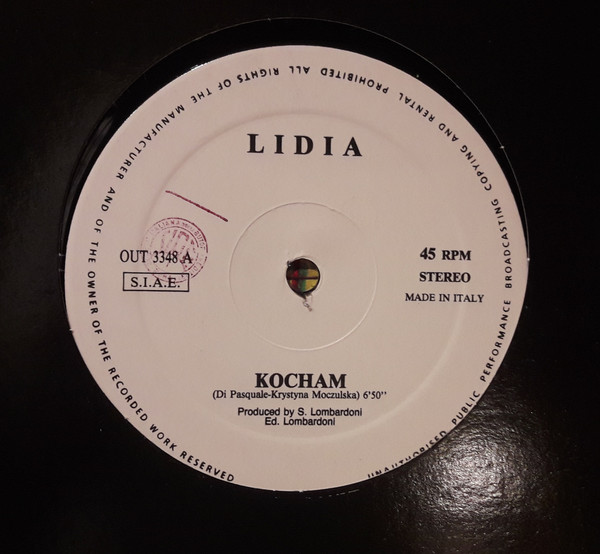 ALL RIGHTS OF THE MANUFACTURER AND OF THE OWNER OF THE RECORDED WORK RESERVED
UNAUTHORISED PUBLIC PERFORMANCE BROADCASTING COPYING AND RENTAL PROHIBITED
LIDIA
OUT 3348 A
S.I.A.E.
45 RPM
STEREO
MADE IN ITALY
KOCHAM
(Di Pasquale-Krystyna Moczulska) 6'50''
Produced by S. Lombardoni
Ed. Lombardoni